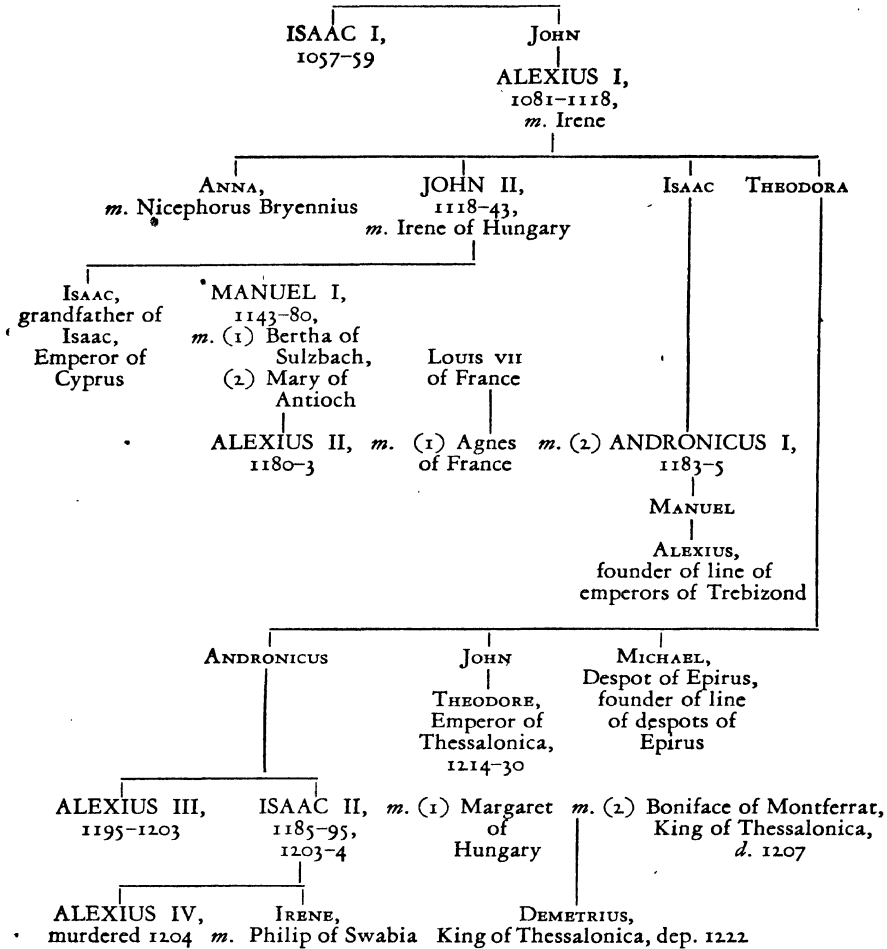 ISAAC I,
1057–59
John
ALEXIUS I,
1081–1118,
m. Irene
Anna,
m. Nicephorus Bryennius
JOHN II,
1118–43,
m. Irene of Hungary
Isaac
Theodora
Isaac,
grandfather of
Isaac,
Emperor of
Cyprus
MANUEL I,
1143–80,
m. (1) Bertha of
Sulzbach,
(2) Mary of
Antioch
Louis VII
of France
ALEXIUS II, m. (1) Agnes m. (2) ANDRONICUS I,
1180–3 of France 1183–5
Manuel
Alexius,
founder of line of
emperors of Trebizond
Andronicus
John
Theodore,
Emperor of
Thessalonica,
1214–30
Michael,
Despot of Epirus,
founder of line
of despots of
Epirus
ALEXIUS III,
1195–1203
ISAAC II, m. (1) Margaret m. (2) Boniface of Montferrat,
1185–95, of King of Thessalonica,
1203–4 Hungary d. 1207
ALEXIUS IV, Irene, Demetrius,
murdered 1204 m. Philip of Swabia King of Thessalonica, dep. 1222